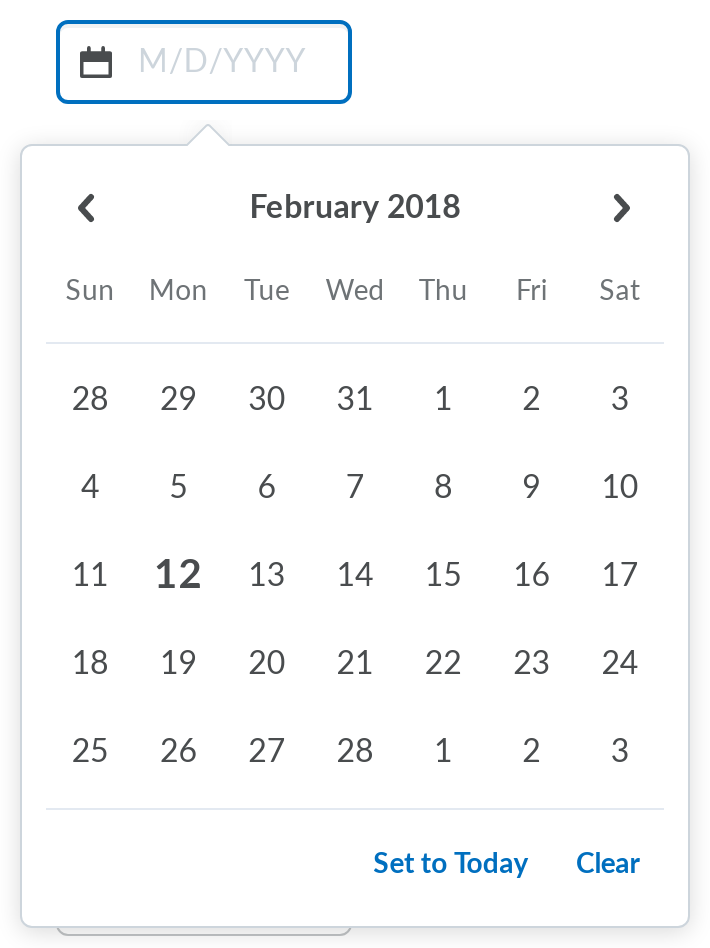 M/D/YYYY
February 2018
Sun Mon Tue Wed Thu Fri Sat
28 29 30 31 1 2 3
4 5 6 7 8 9 10
11 12 13 14 15 16 17
18 19 20 21 22 23 24
25 26 27 28 1 2 3
Set to Today Clear